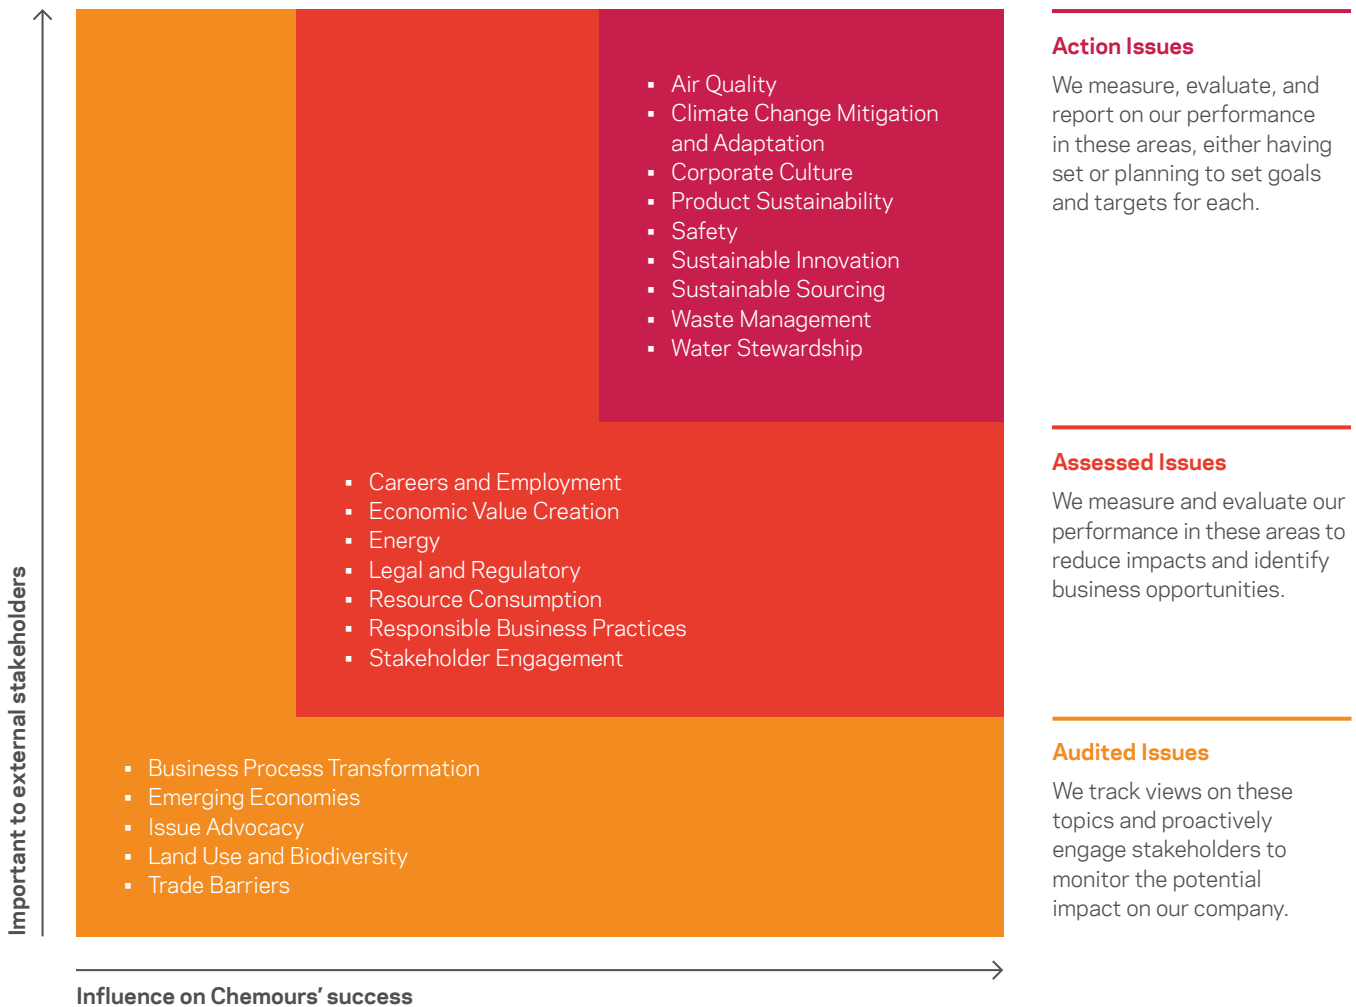 Important to external stakeholders
▪ Air Quality
▪ Climate Change Mitigation
and Adaptation
▪ Corporate Culture
▪ Product Sustainability
▪ Safety
▪ Sustainable Innovation
▪ Sustainable Sourcing
▪ Waste Management
▪ Water Stewardship
▪ Careers and Employment
▪ Economic Value Creation
▪ Energy
▪ Legal and Regulatory
▪ Resource Consumption
▪ Responsible Business Practices
▪ Stakeholder Engagement
▪ Business Process Transformation
▪ Emerging Economies
▪ Issue Advocacy
▪ Land Use and Biodiversity
▪ Trade Barriers
Influence on Chemours’ success
Action Issues
We measure, evaluate, and
report on our performance
in these areas, either having
set or planning to set goals
and targets for each.
Assessed Issues
We measure and evaluate our
performance in these areas to
reduce impacts and identify
business opportunities.
Audited Issues
We track views on these
topics and proactively
engage stakeholders to
monitor the potential
impact on our company.